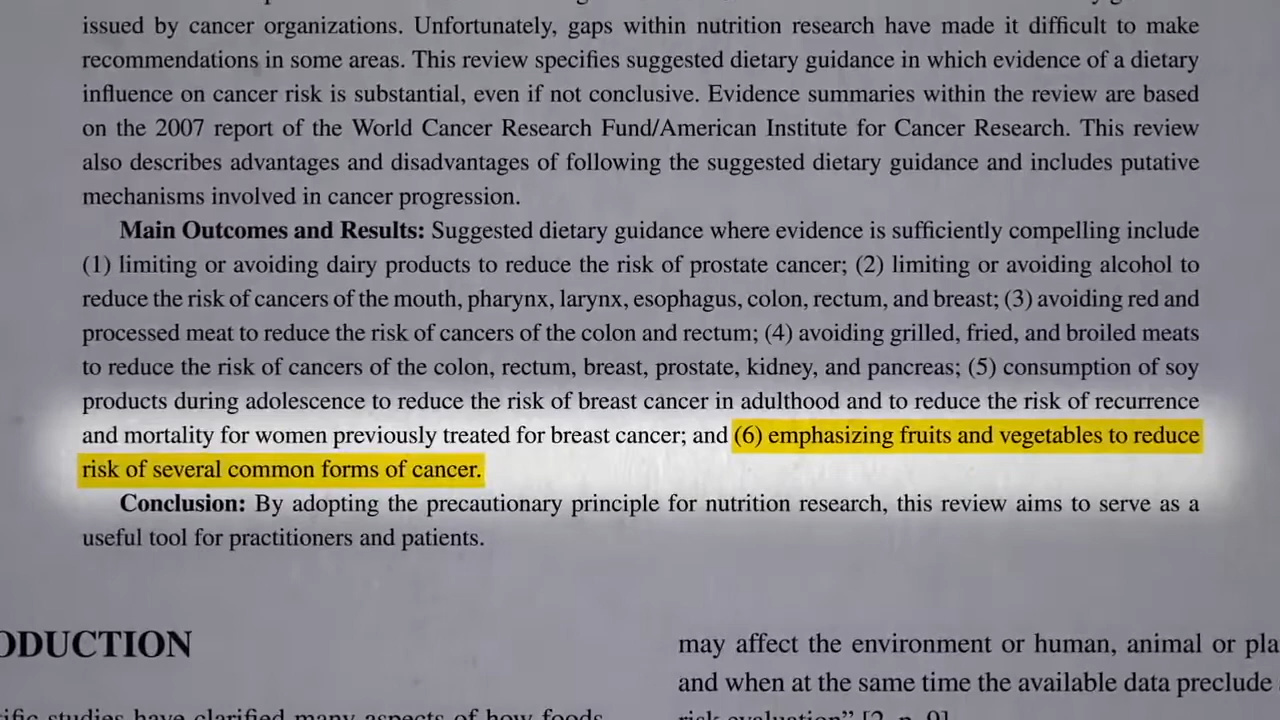 issued by cancer organizations. Unfortunately, gaps within nutrition research have made it difficult to make
recommendations in some areas. This review specifies suggested dietary guidance in which evidence of a dietary
influence on cancer risk is substantial, even if not conclusive. Evidence summaries within the review are based
on the 2007 report of the World Cancer Research Fund/American Institute for Cancer Research. This review
also describes advantages and disadvantages of following the suggested dietary guidance and includes putative
mechanisms involved in cancer progression.
Main Outcomes and Results: Suggested dietary guidance where evidence is sufficiently compelling include
(1) limiting or avoiding dairy products to reduce the risk of prostate cancer; (2) limiting or avoiding alcohol to
reduce the risk of cancers of the mouth, pharynx, larynx, esophagus, colon, rectum, and breast; (3) avoiding red and
processed meat to reduce the risk of cancers of the colon and rectum; (4) avoiding grilled, fried, and broiled meats
to reduce the risk of cancers of the colon, rectum, breast, prostate, kidney, and pancreas; (5) consumption of soy
products during adolescence to reduce the risk of breast cancer in adulthood and to reduce the risk of recurrence
and mortality for women previously treated for breast cancer; and (6) emphasizing fruits and vegetables to reduce
risk of several common forms of cancer.
Conclusion: By adopting the precautionary principle for nutrition research, this review aims to serve as a
useful tool for practitioners and patients.
ODUCTION
studies have clarified many aspects of how foods
may affect the environment or human, animal or pla
and when at the same time the available data preclude
risk evaluation" [2, p. 9].